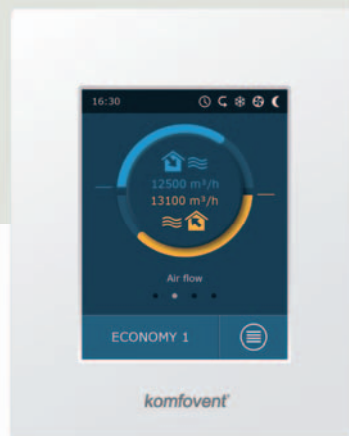 16:30
12500 m³/h
13100 m³/h
Air flow
ECONOMY 1
komfovent